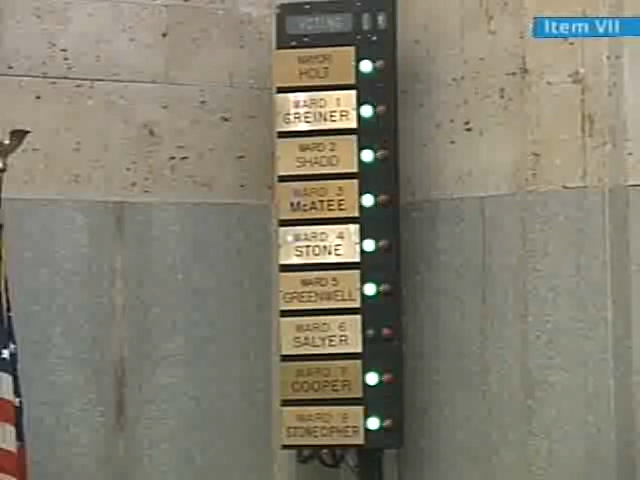 Item VII
VOTING
MAYOR
HOLT
WARD 1
GREINER
WARD 2
SHADID
WARD 3
McATEE
WARD 4
STONE
WARD 5
GREENWELL
WARD 6
SALYER
WARD 7
COOPER
WARD 8
STONECIPHER